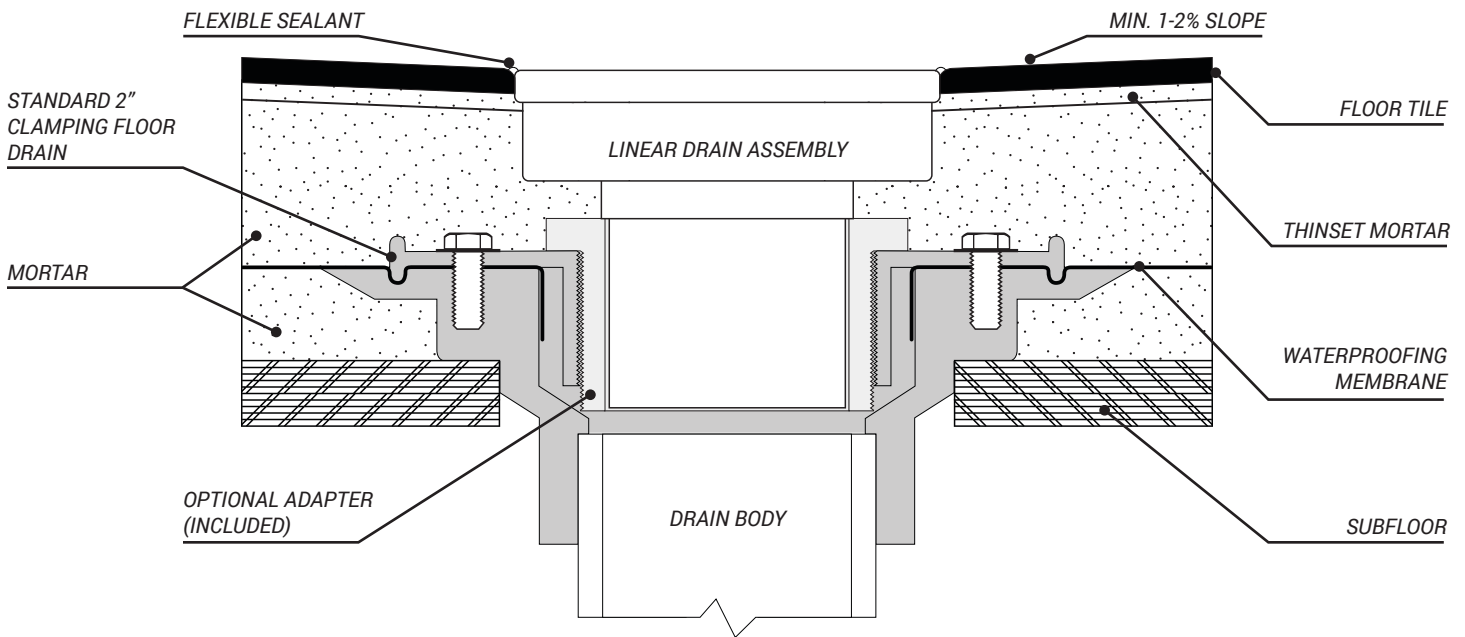 FLEXIBLE SEALANT
MIN. 1-2% SLOPE
STANDARD 2”
CLAMPING FLOOR
DRAIN
FLOOR TILE
LINEAR DRAIN ASSEMBLY
THINSET MORTAR
MORTAR
WATERPROOFING
MEMBRANE
OPTIONAL ADAPTER
(INCLUDED)
DRAIN BODY
SUBFLOOR